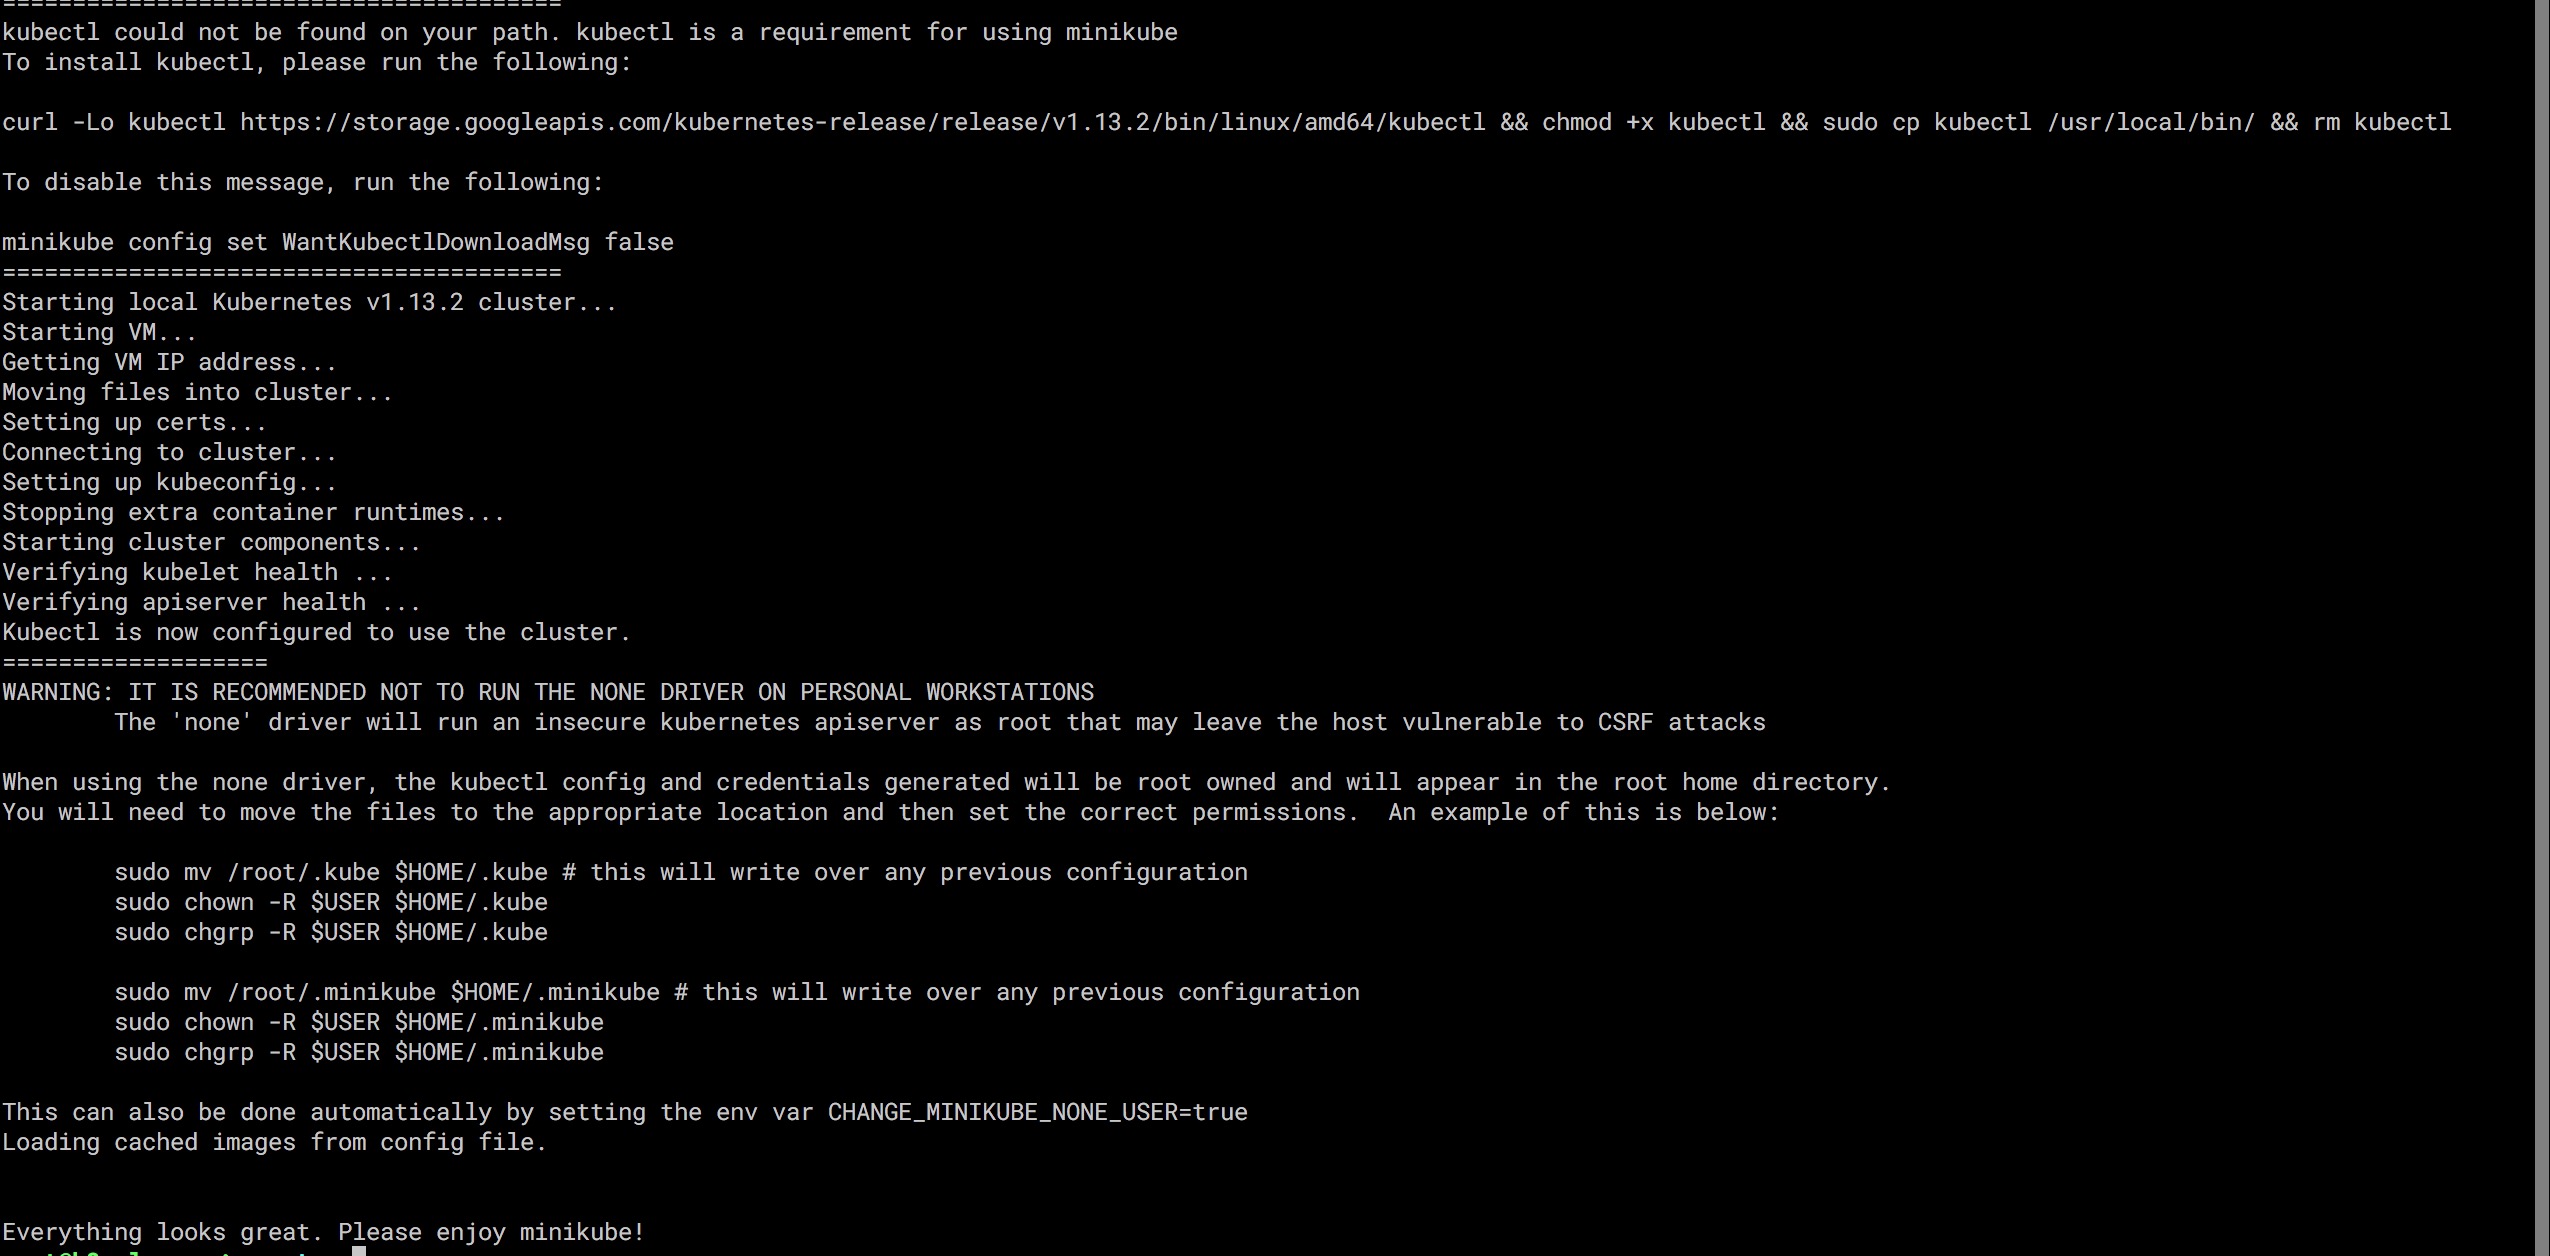 ========================================
kubectl could not be found on your path. kubectl is a requirement for using minikube
To install kubectl, please run the following:

curl -Lo kubectl https://storage.googleapis.com/kubernetes-release/release/v1.13.2/bin/linux/amd64/kubectl && chmod +x kubectl && sudo cp kubectl /usr/local/bin/ && rm kubectl

To disable this message, run the following:

minikube config set WantKubectlDownloadMsg false
========================================
Starting local Kubernetes v1.13.2 cluster...
Starting VM...
Getting VM IP address...
Moving files into cluster...
Setting up certs...
Connecting to cluster...
Setting up kubeconfig...
Stopping extra container runtimes...
Starting cluster components...
Verifying kubelet health ...
Verifying apiserver health ...
Kubectl is now configured to use the cluster.
===================
WARNING: IT IS RECOMMENDED NOT TO RUN THE NONE DRIVER ON PERSONAL WORKSTATIONS
        The 'none' driver will run an insecure kubernetes apiserver as root that may leave the host vulnerable to CSRF attacks

When using the none driver, the kubectl config and credentials generated will be root owned and will appear in the root home directory.
You will need to move the files to the appropriate location and then set the correct permissions.  An example of this is below:

        sudo mv /root/.kube $HOME/.kube # this will write over any previous configuration
        sudo chown -R $USER $HOME/.kube
        sudo chgrp -R $USER $HOME/.kube

        sudo mv /root/.minikube $HOME/.minikube # this will write over any previous configuration
        sudo chown -R $USER $HOME/.minikube
        sudo chgrp -R $USER $HOME/.minikube

This can also be done automatically by setting the env var CHANGE_MINIKUBE_NONE_USER=true
Loading cached images from config file.

Everything looks great. Please enjoy minikube!